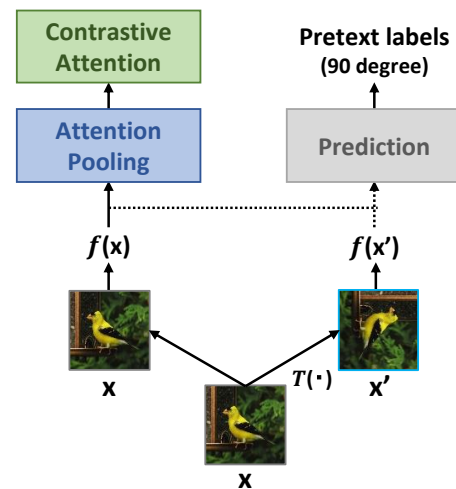 Contrastive
Attention
Pretext labels
(90 degree)
Attention
Pooling
Prediction
f(x)
f(x')
x
T(·)
x'
x